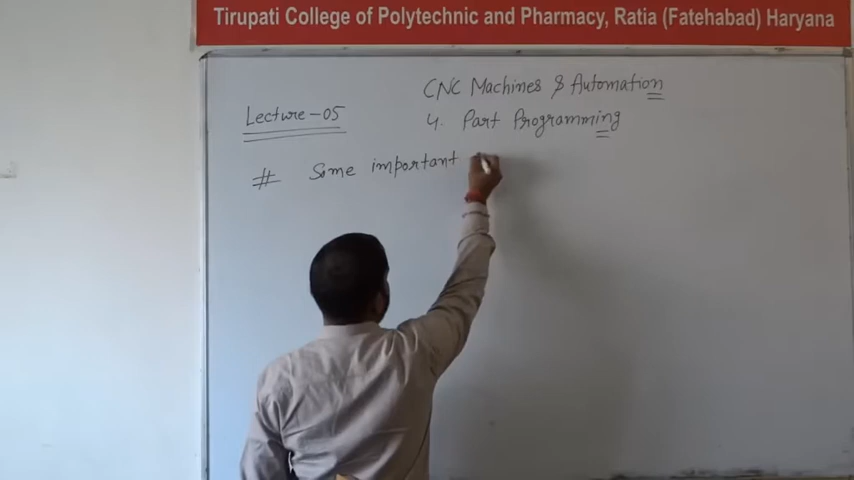 Tirupati College of Polytechnic and Pharmacy, Ratia (Fatehabad) Haryana
CNC Machines & Automation
Lecture-05
4. Part Programming
# Some important